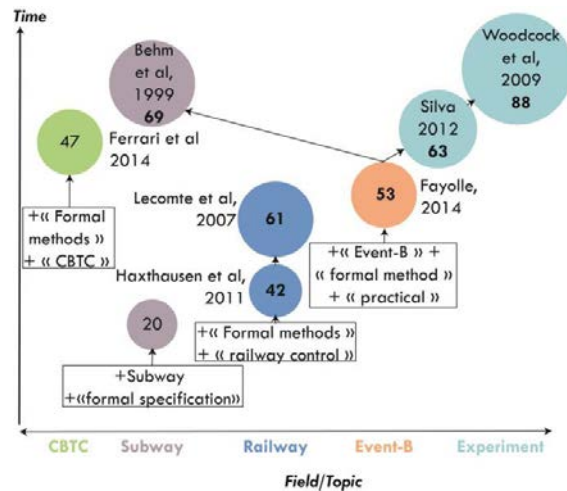 Time
Behm
et al,
1999
69
Woodcock
et al,
2009
88
Silva
2012
63
47
Ferrari et al
2014
53
Fayolle,
2014
Lecomte et al,
2007
61
+« Formal
methods »
+ « CBTC »
+« Event-B » +
« formal method »
+ « practical »
Haxthausen et al,
2011
42
20
+« Formal methods »
+ « railway control »
+Subway
+«formal specification»
CBTC
Subway
Railway
Event-B
Experiment
Field/Topic